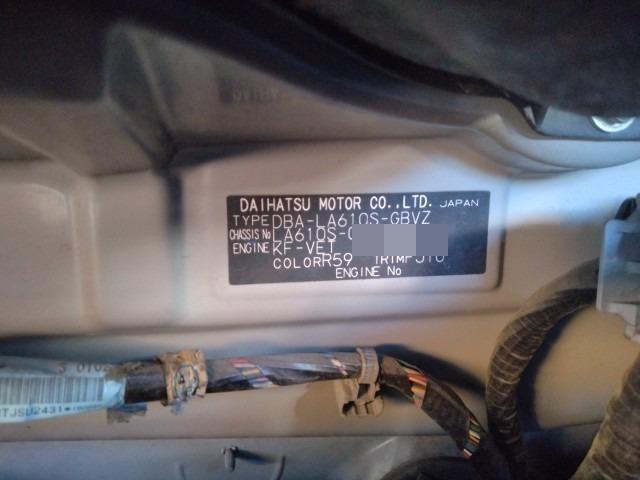 DAIHATSU MOTOR CO.,LTD. JAPAN
TYPE DBA-LA610S-GBVZ
CHASSIS No LA610S-0
ENGINE KF-VET
COLOR R59 TRIM
ENGINE No